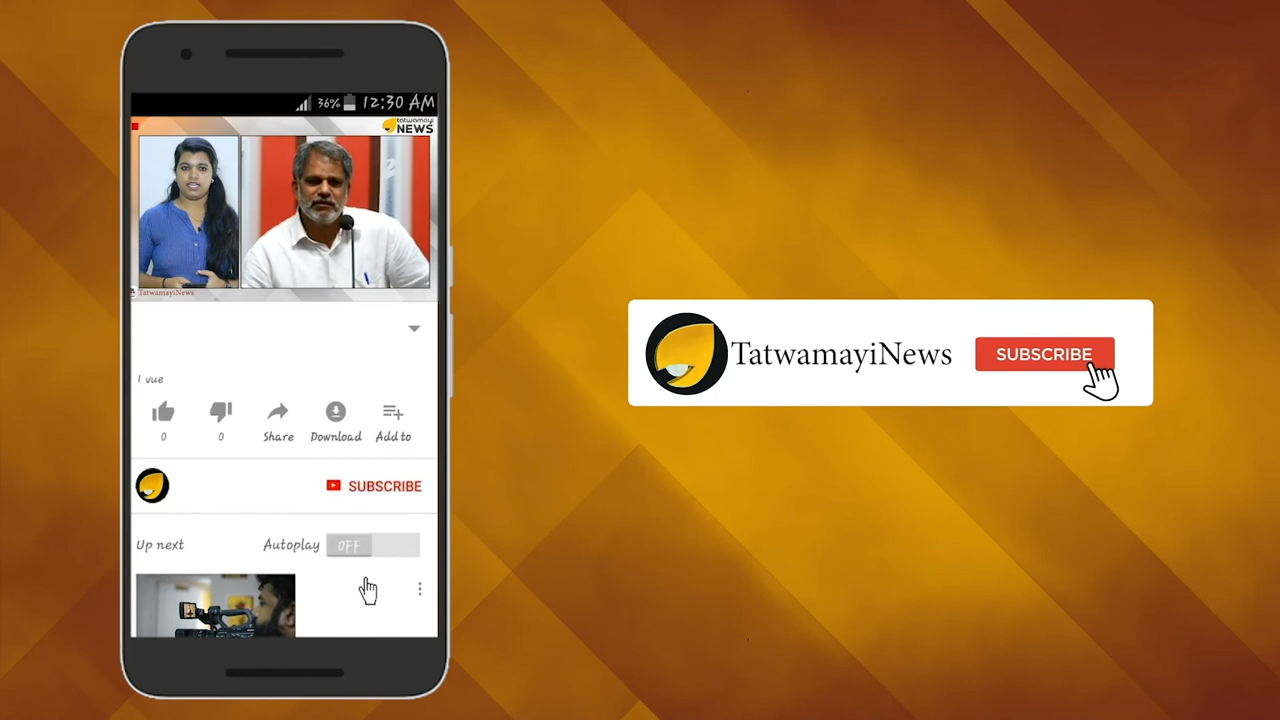 36% 12:30 AM
tatwamayi
NEWS
TatwamayiNews
1 vue
0 0 Share Download Add to
SUBSCRIBE
Up next Autoplay OFF
TatwamayiNews SUBSCRIBE